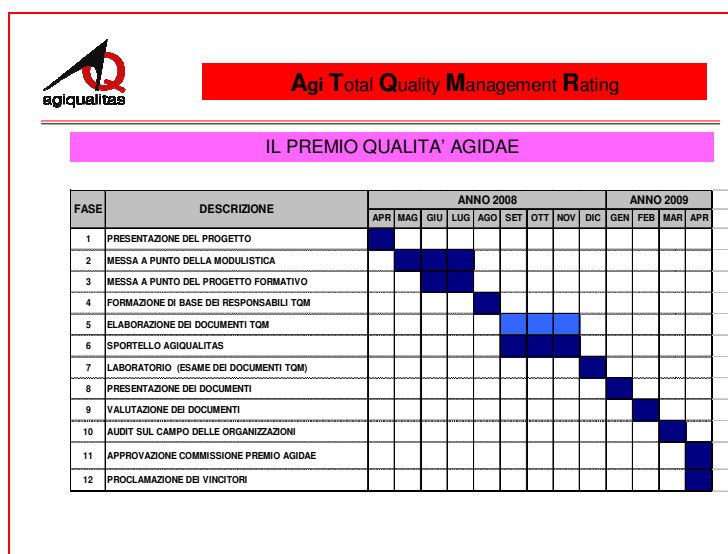 agiqualitas
Agi Total Quality Management Rating
IL PREMIO QUALITA' AGIDAE
FASE DESCRIZIONE ANNO 2008 ANNO 2009
APR MAG GIU LUG AGO SET OTT NOV DIC GEN FEB MAR APR
1 PRESENTAZIONE DEL PROGETTO
2 MESSA A PUNTO DELLA MODULISTICA
3 MESSA A PUNTO DEL PROGETTO FORMATIVO
4 FORMAZIONE DI BASE DEI RESPONSABILI TQM
5 ELABORAZIONE DEI DOCUMENTI TQM
6 SPORTELLO AGIQUALITAS
7 LABORATORIO (ESAME DEI DOCUMENTI TQM)
8 PRESENTAZIONE DEI DOCUMENTI
9 VALUTAZIONE DEI DOCUMENTI
10 AUDIT SUL CAMPO DELLE ORGANIZZAZIONI
11 APPROVAZIONE COMMISSIONE PREMIO AGIDAE
12 PROCLAMAZIONE DEI VINCITORI